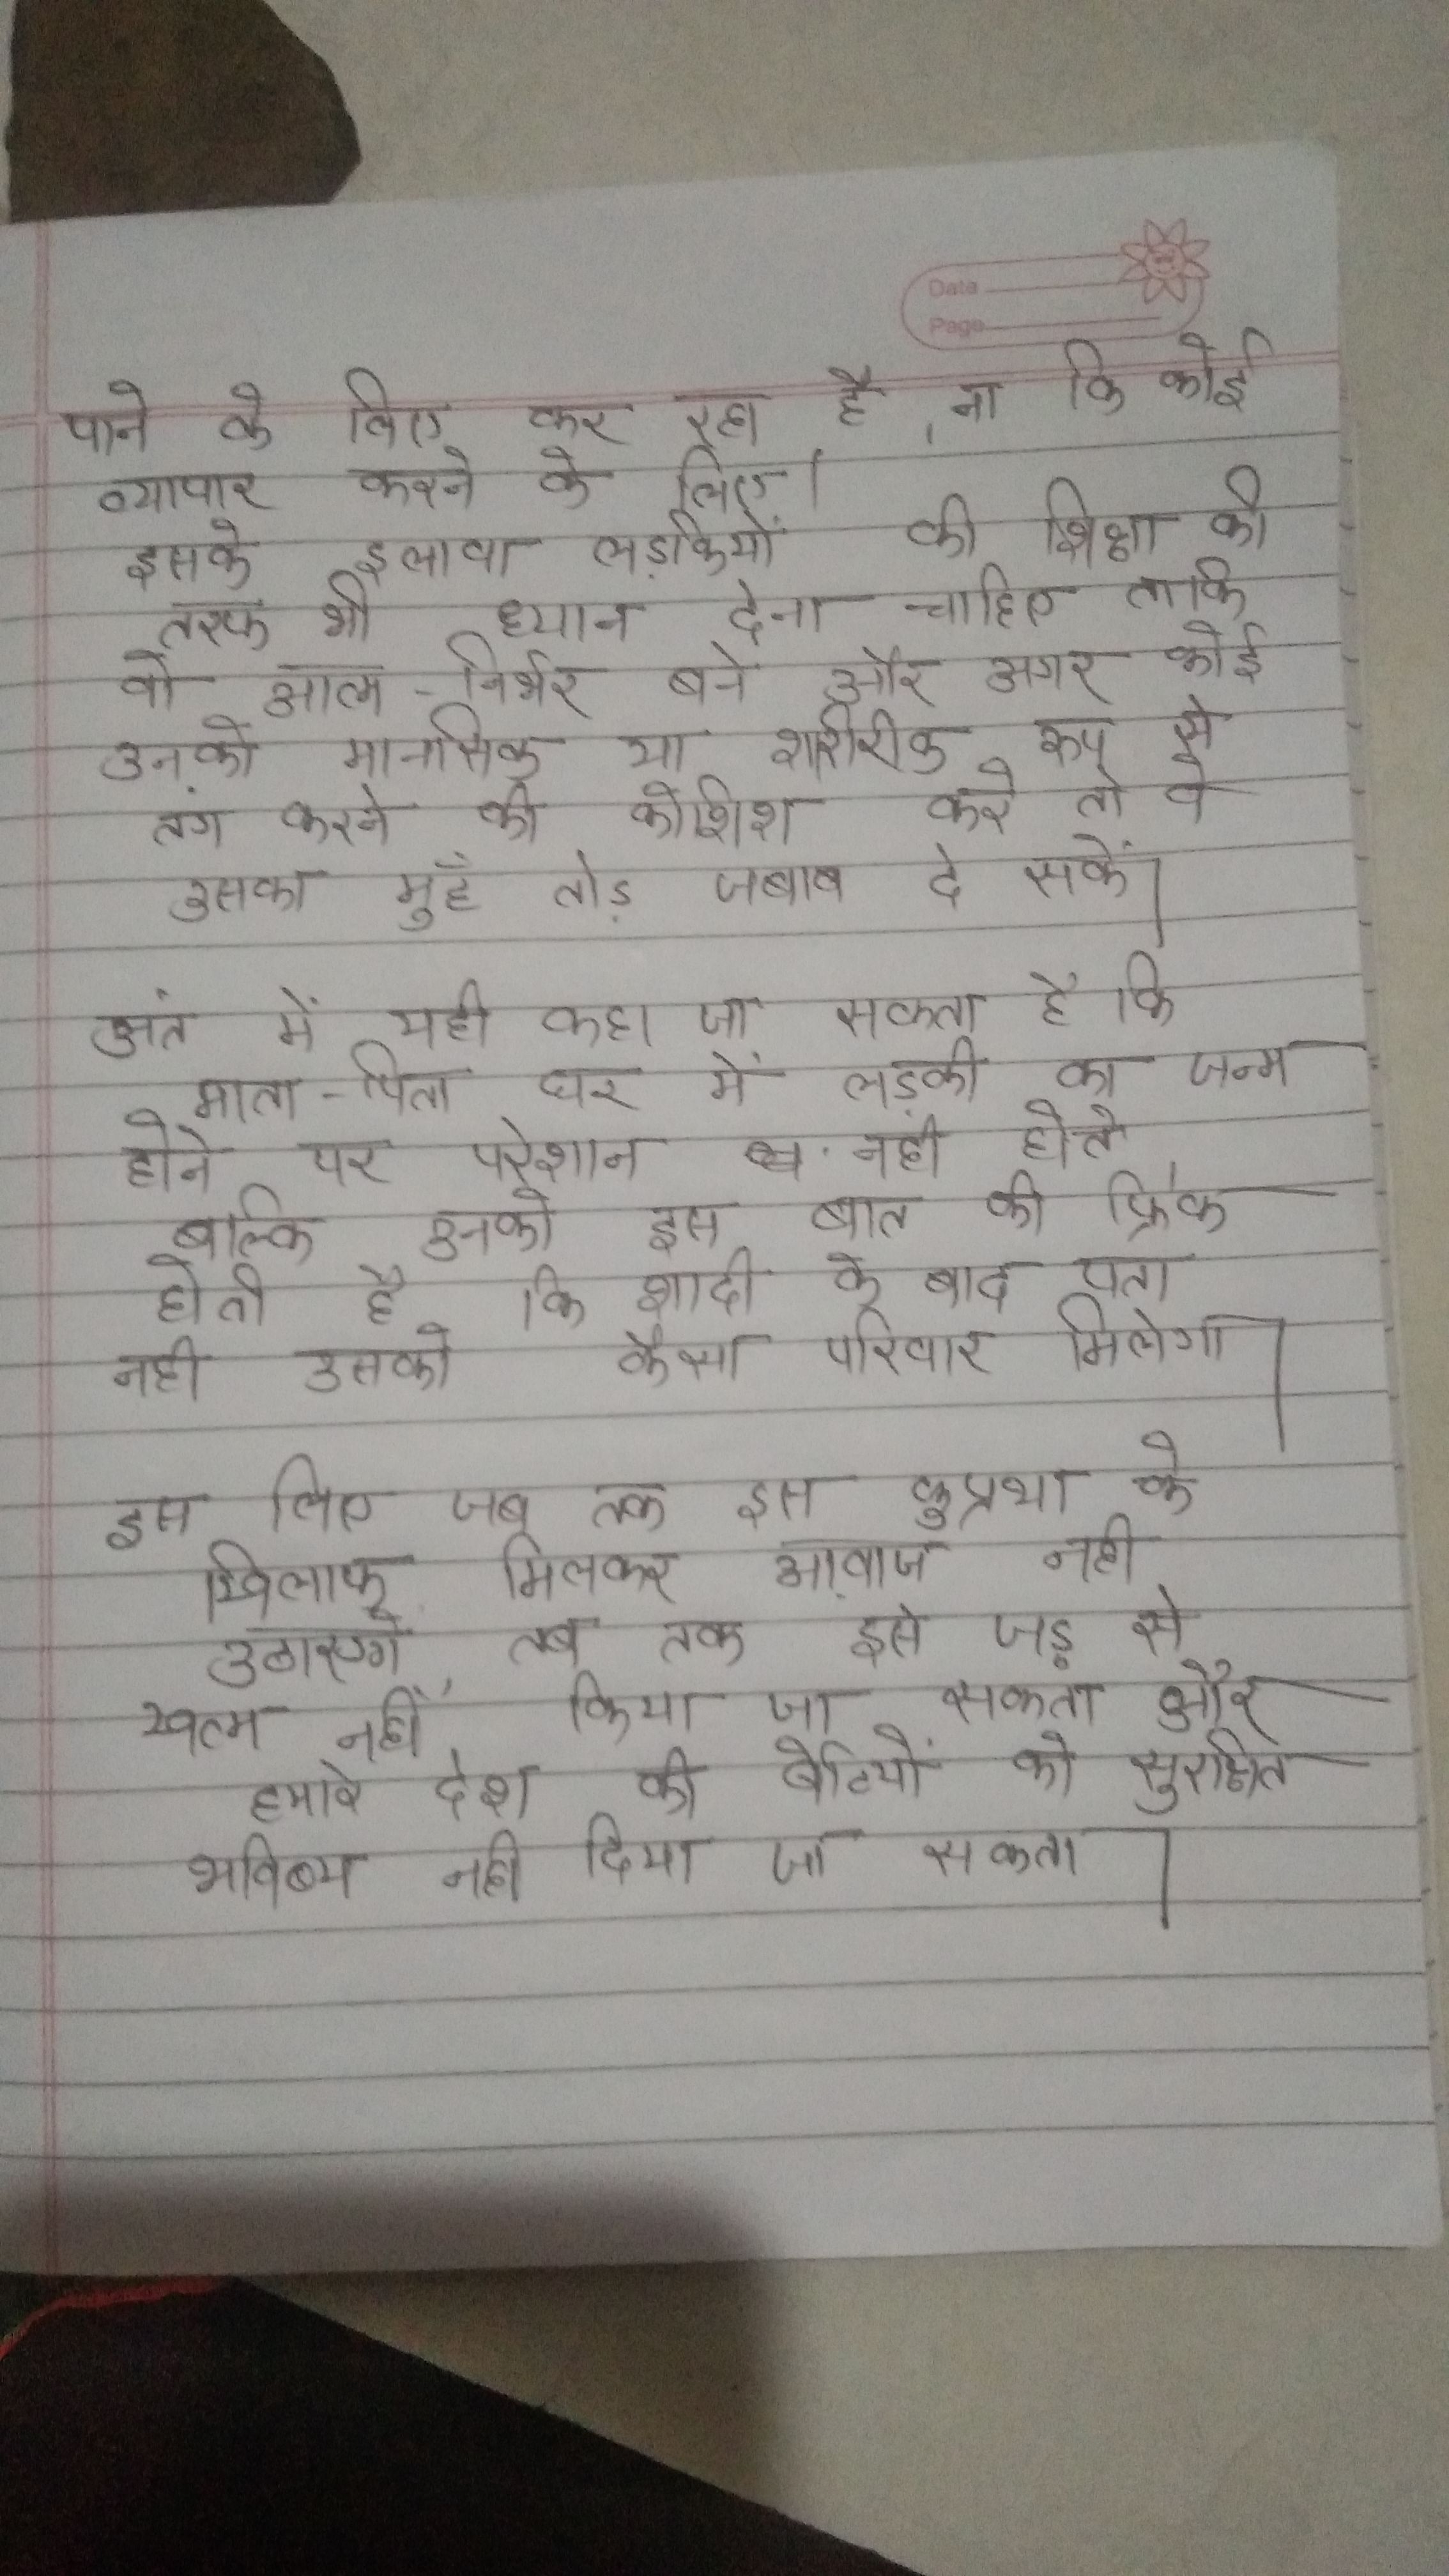 Date
Page
पाने के लिए कर रहा है, ना कि कोई
व्यापार करने के लिए।
इसके इलावा लड़कियों की शिक्षा की
तरफ भी ध्यान देना चाहिए ताकि
वो आत्म-निर्भर बने और अगर कोई
उनको मानसिक या शारीरीक रूप से
तंग करने की कोशिश करे तो वे
उसका मुहँ तोड़ जबाब दे सकें।
अंत में यही कहा जा सकता है कि
माता-पिता घर में लड़की का जन्म
होने पर परेशान नही होते
बल्कि उनको इस बात की फ्रिक
होती है कि शादी के बाद पता
नही उसको कैसा परिवार मिलेगा।
इस लिए जब तक इस कुप्रथा के
खिलाफ मिलकर आवाज नही
उठाएगे, तब तक इसे जड़ से
खत्म नहीं किया जा सकता और
हमारे देश की बेटियों को सुरक्षित
भविष्य नही दिया जा सकता।